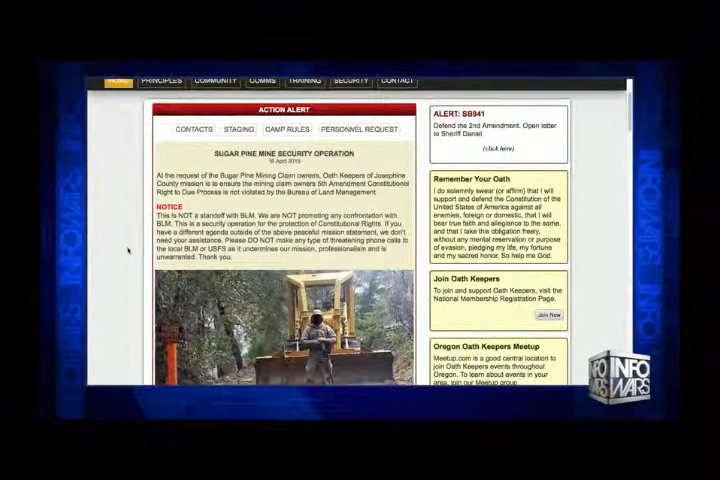 HOME PRINCIPLES COMMUNITY COMMS TRAINING SECURITY CONTACT
ACTION ALERT
CONTACTS STAGING CAMP RULES PERSONNEL REQUEST
SUGAR PINE MINE SECURITY OPERATION
16 April 2015
At the request of the Sugar Pine Mining Claim owners, Oath Keepers of Josephine
County mission is to ensure the mining claim owners 5th Amendment Constitutional
Right to Due Process is not violated by the Bureau of Land Management
NOTICE
This is NOT a standoff with BLM. We are NOT promoting any confrontation with
BLM. This is a security operation for the protection of Constitutional Rights. If you
have a different agenda outside of the above peaceful mission statement, we don't
need your assistance. Please DO NOT make any type of threatening phone calls to
the local BLM or USFS as it undermines our mission, professionalism and is
unwarranted. Thank you.
ALERT: SB941
Defend the 2nd Amendment. Open letter
to Sheriff Daniel
(click here)
Remember Your Oath
I do solemnly swear (or affirm) that I will
support and defend the Constitution of the
United States of America against all
enemies, foreign or domestic, that I will
bear true faith and allegiance to the same,
and that I take this obligation freely,
without any mental reservation or purpose
of evasion, pledging my life, my fortune
and my sacred honor. So help me God.
Join Oath Keepers
To join and support Oath Keepers, visit the
National Membership Registration Page.
Join Now
Oregon Oath Keepers Meetup
Meetup.com is a good central location to
join Oath Keepers events throughout
Oregon. To learn about events in your
area, join our Meetup group
INFO
WARS